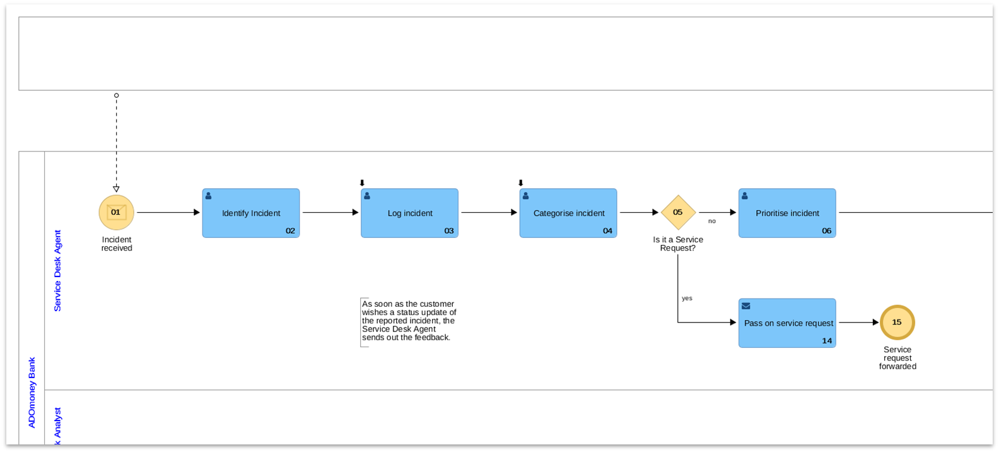 01
Incident
received
Identify Incident
02
Log incident
03
Categorise incident
04
05
Is it a Service
Request?
no
Prioritise incident
06
yes
As soon as the customer
wishes a status update of
the reported incident, the
Service Desk Agent
sends out the feedback.
Pass on service request
14
15
Service
request
forwarded
Service Desk Agent
ADOmoney Bank
k Analyst